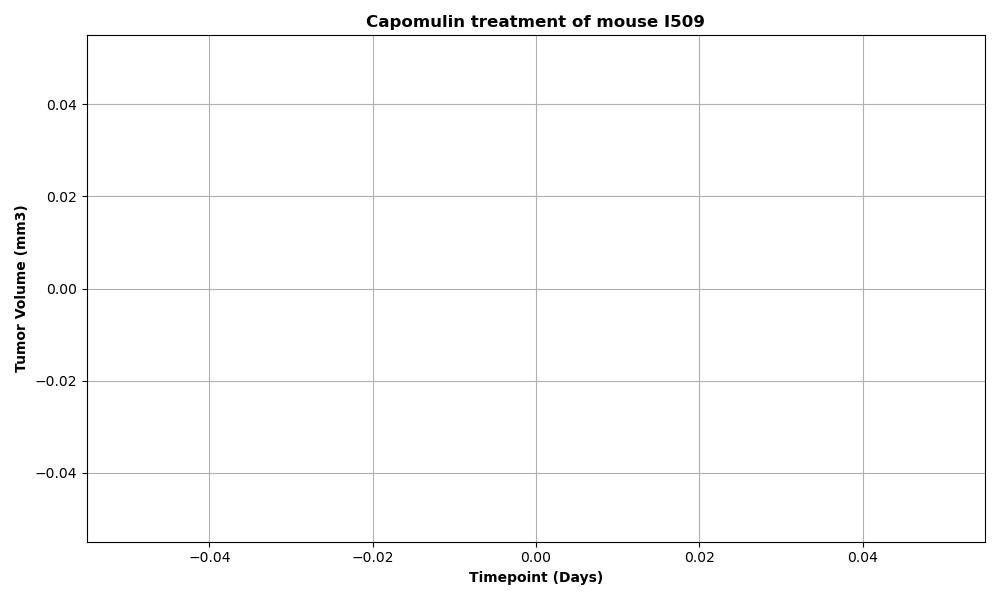 Capomulin treatment of mouse I509
Tumor Volume (mm3)
0.04
0.02
0.00
−0.02
−0.04
−0.04 −0.02 0.00 0.02 0.04
Timepoint (Days)